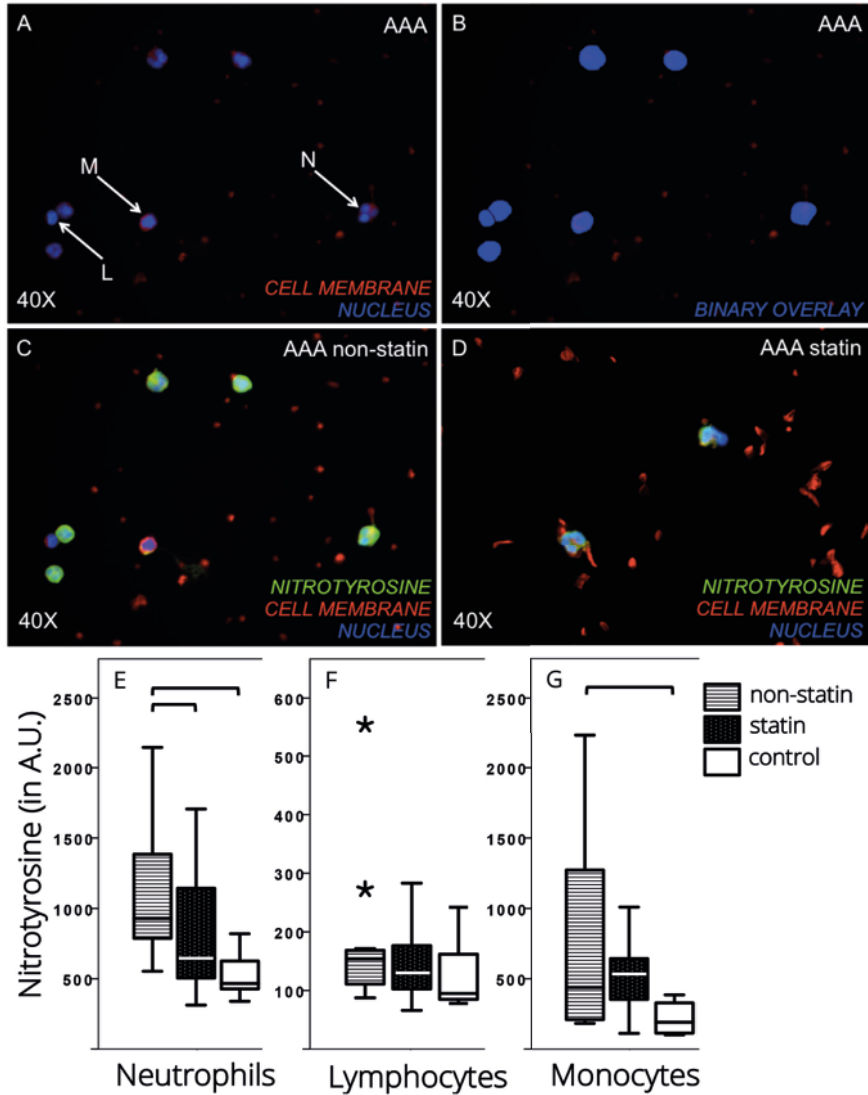 A AAA
M
N
L
40X
CELL MEMBRANE
NUCLEUS
B AAA
40X
BINARY OVERLAY
C AAA non-statin
40X
NITROTYROSINE
CELL MEMBRANE
NUCLEUS
D AAA statin
40X
NITROTYROSINE
CELL MEMBRANE
NUCLEUS
Nitrotyrosine (in A.U.)
E
2500
2000
1500
1000
500
Neutrophils
F
600
500
400
300
150
100
Lymphocytes
G
2500
2000
1500
1000
500
Monocytes
non-statin
statin
control